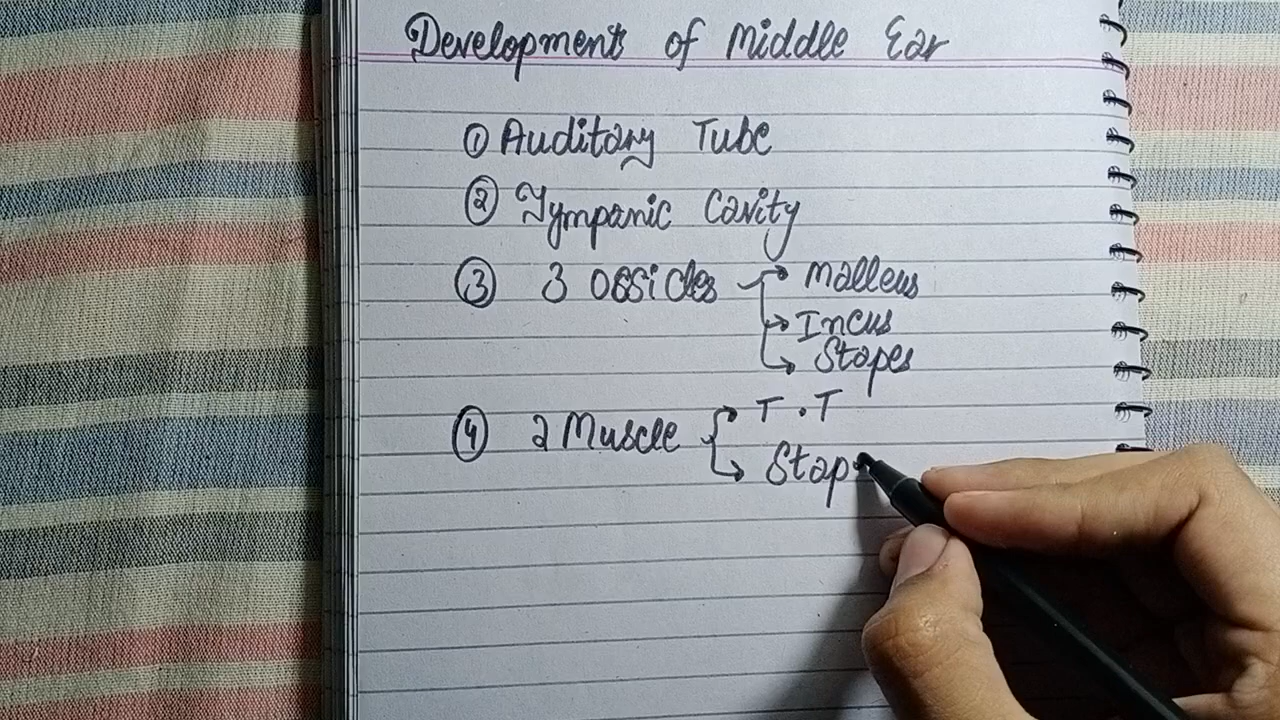 Development of Middle Ear
① Auditory Tube
② Tympanic Cavity
③ 3 Ossicles → Malleus
→ Incus
→ Stapes
④ 2 Muscle → T.T
→ Stap